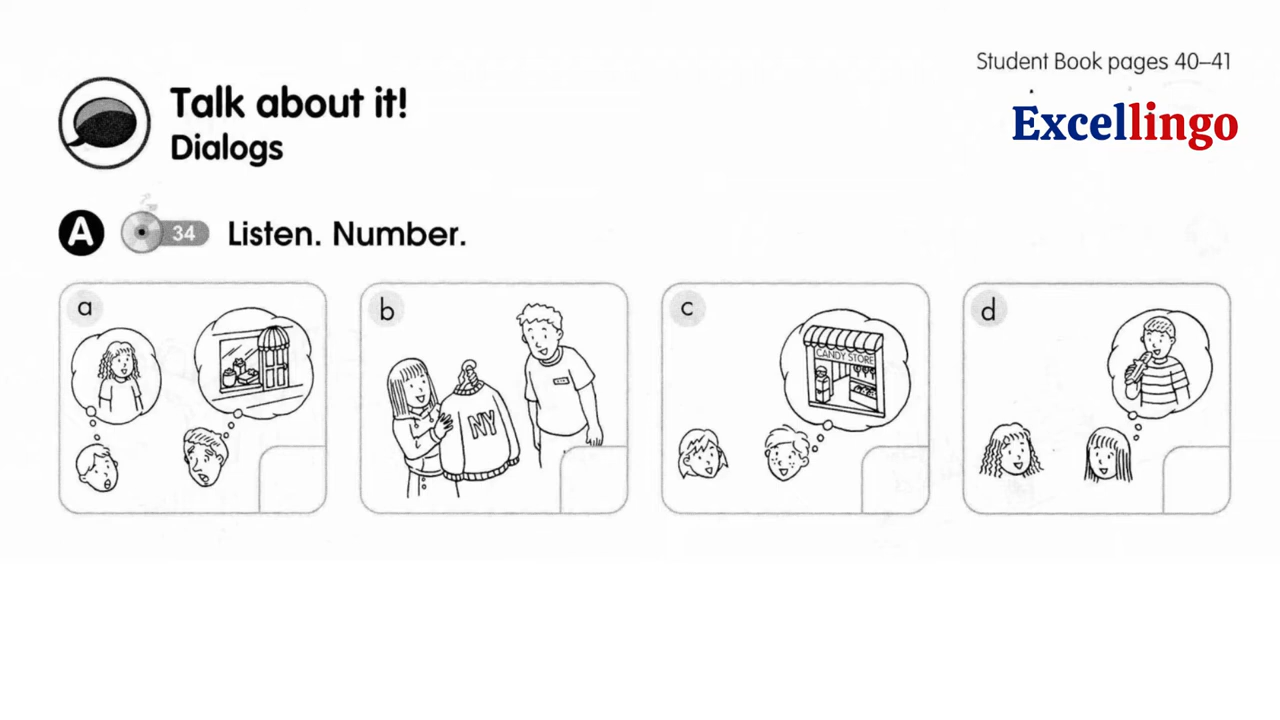 Student Book pages 40–41
Talk about it!
Dialogs
Excellingo
A 34 Listen. Number.
a
b
c
d
NY
CANDY STORE